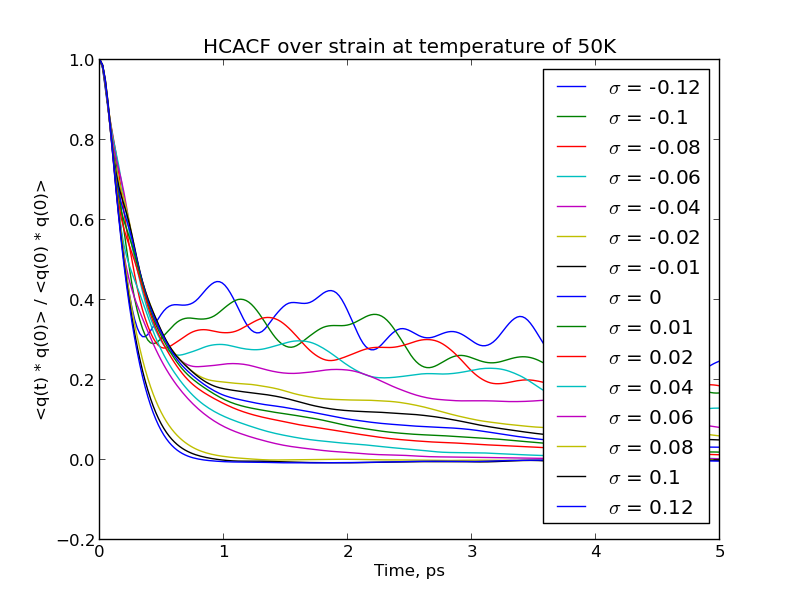 HCACF over strain at temperature of 50K
<q(t) * q(0)> / <q(0) * q(0)>
1.0
0.8
0.6
0.4
0.2
0.0
−0.2
0 1 2 3 4 5
Time, ps
σ = -0.12
σ = -0.1
σ = -0.08
σ = -0.06
σ = -0.04
σ = -0.02
σ = -0.01
σ = 0
σ = 0.01
σ = 0.02
σ = 0.04
σ = 0.06
σ = 0.08
σ = 0.1
σ = 0.12